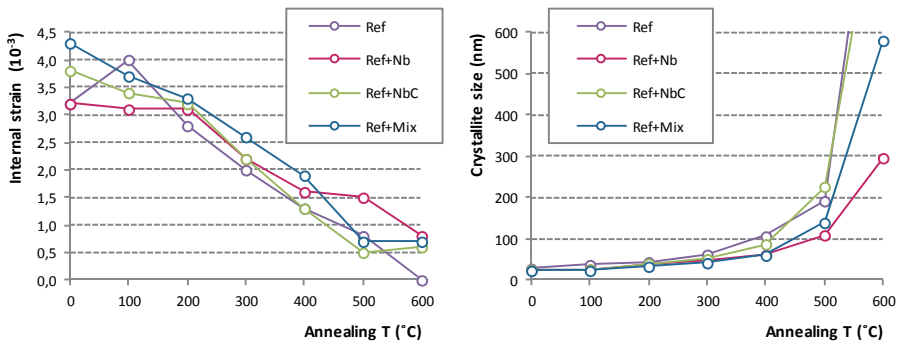 Internal strain (10⁻³)
4,5
4,0
3,5
3,0
2,5
2,0
1,5
1,0
0,5
0,0
0 100 200 300 400 500 600
Annealing T (˚C)
Ref
Ref+Nb
Ref+NbC
Ref+Mix
Crystallite size (nm)
600
500
400
300
200
100
0
0 100 200 300 400 500 600
Annealing T (˚C)
Ref
Ref+Nb
Ref+NbC
Ref+Mix